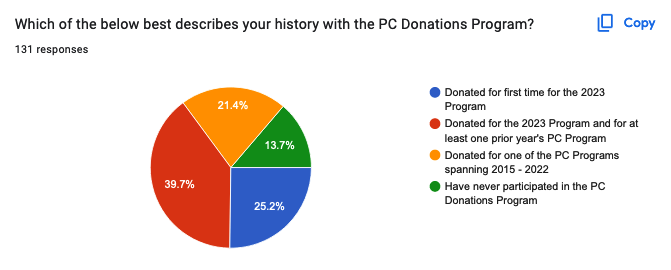 Which of the below best describes your history with the PC Donations Program?
Copy
131 responses
21.4%
13.7%
39.7%
25.2%
Donated for first time for the 2023
Program
Donated for the 2023 Program and for at
least one prior year's PC Program
Donated for one of the PC Programs
spanning 2015 - 2022
Have never participated in the PC
Donations Program